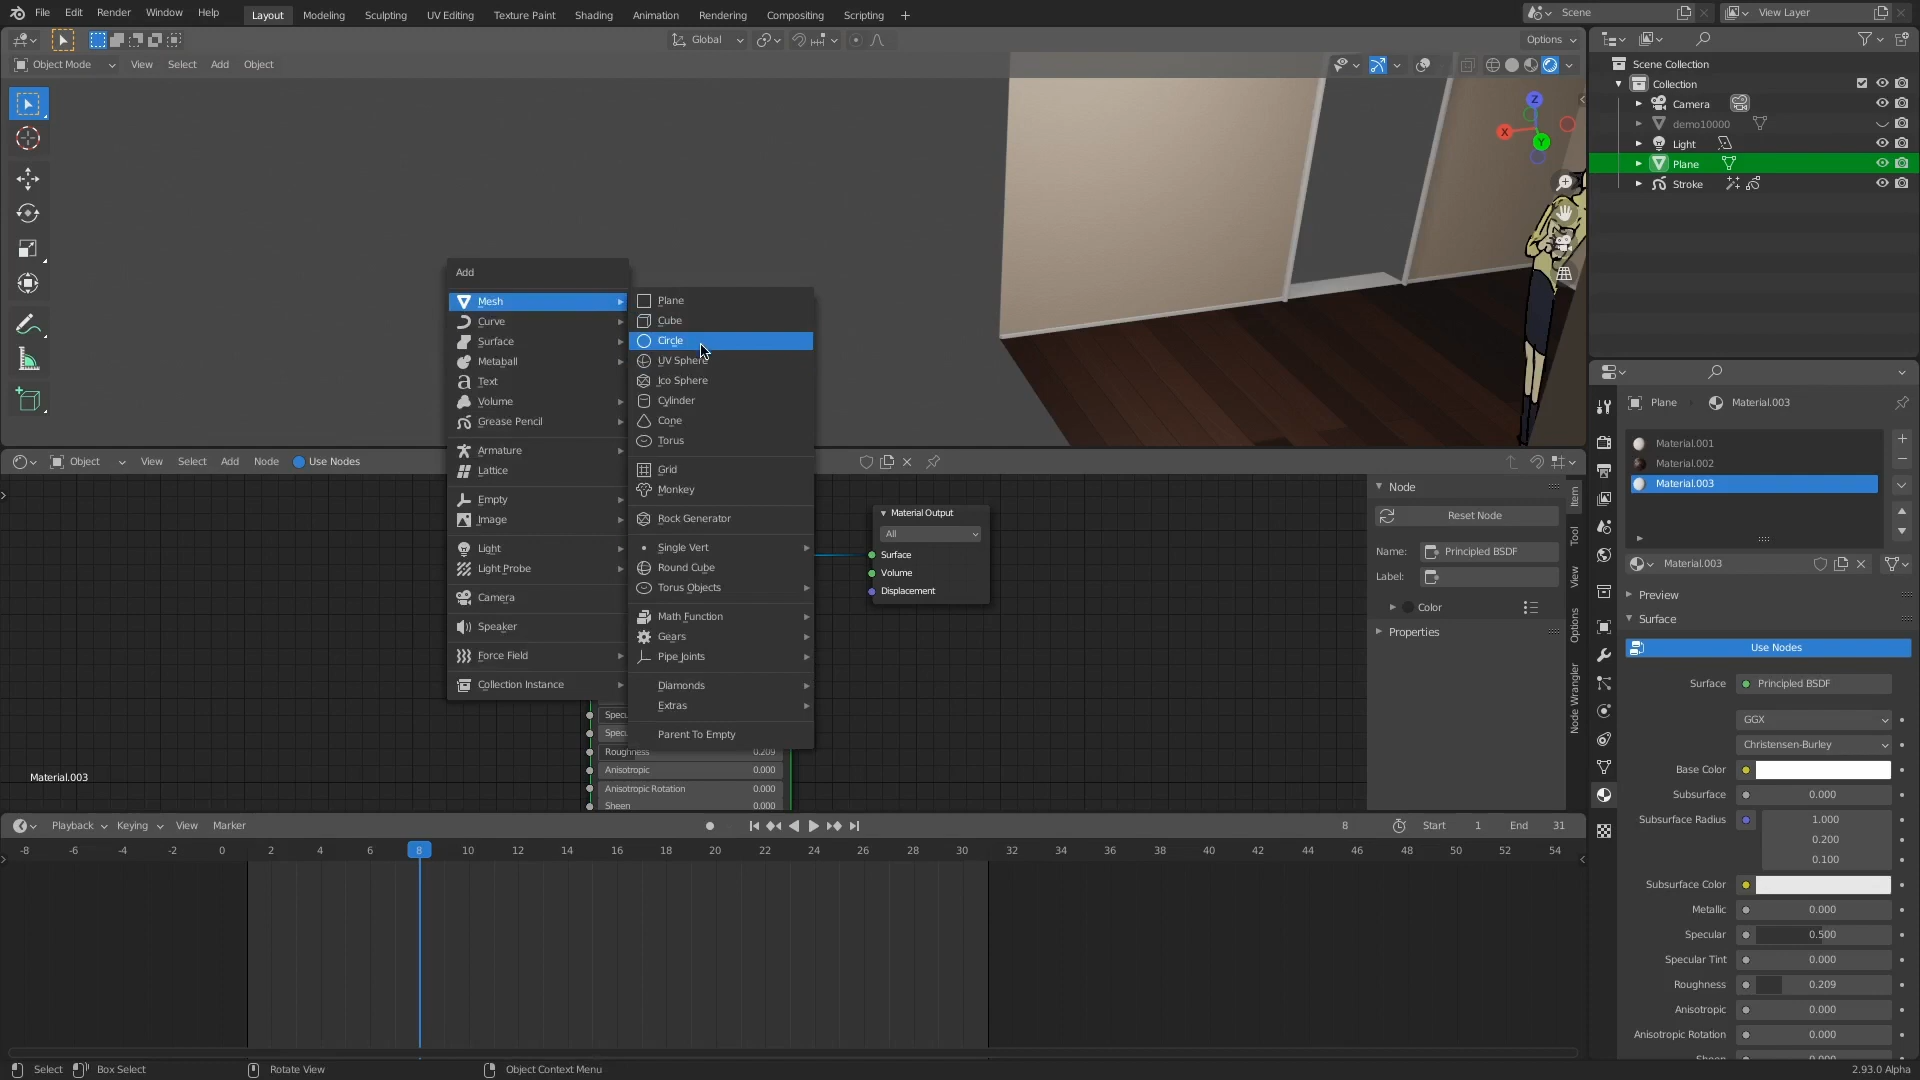 File Edit Render Window Help Layout Modeling Sculpting UV Editing Texture Paint Shading Animation Rendering Compositing Scripting + Scene View Layer
Global Options
Object Mode View Select Add Object
Scene Collection
Collection
Camera
demo10000
Light
Plane
Stroke
Z
X
Y
Add
Mesh
Curve
Surface
Metaball
Text
Volume
Grease Pencil
Armature
Lattice
Empty
Image
Light
Light Probe
Camera
Speaker
Force Field
Collection Instance
Plane
Cube
Circle
UV Sphere
Ico Sphere
Cylinder
Cone
Torus
Grid
Monkey
Rock Generator
Single Vert
Round Cube
Torus Objects
Math Function
Gears
Pipe Joints
Diamonds
Extras
Parent To Empty
Object View Select Add Node Use Nodes
Material Output
All
Surface
Volume
Displacement
Roughness 0.209
Anisotropic 0.000
Anisotropic Rotation 0.000
Sheen 0.000
Material.003
Node
Reset Node
Name: Principled BSDF
Label:
Color
Properties
Item
Tool
View
Options
Node Wrangler
Plane Material.003
Material.001
Material.002
Material.003
Material.003
Preview
Surface
Use Nodes
Surface Principled BSDF
GGX
Christensen-Burley
Base Color
Subsurface 0.000
Subsurface Radius 1.000
0.200
0.100
Subsurface Color
Metallic 0.000
Specular 0.500
Specular Tint 0.000
Roughness 0.209
Anisotropic 0.000
Anisotropic Rotation 0.000
Playback Keying View Marker 8 Start 1 End 31
-8 -6 -4 -2 0 2 4 6 8 10 12 14 16 18 20 22 24 26 28 30 32 34 36 38 40 42 44 46 48 50 52 54
Select Box Select Rotate View Object Context Menu 2.93.0 Alpha